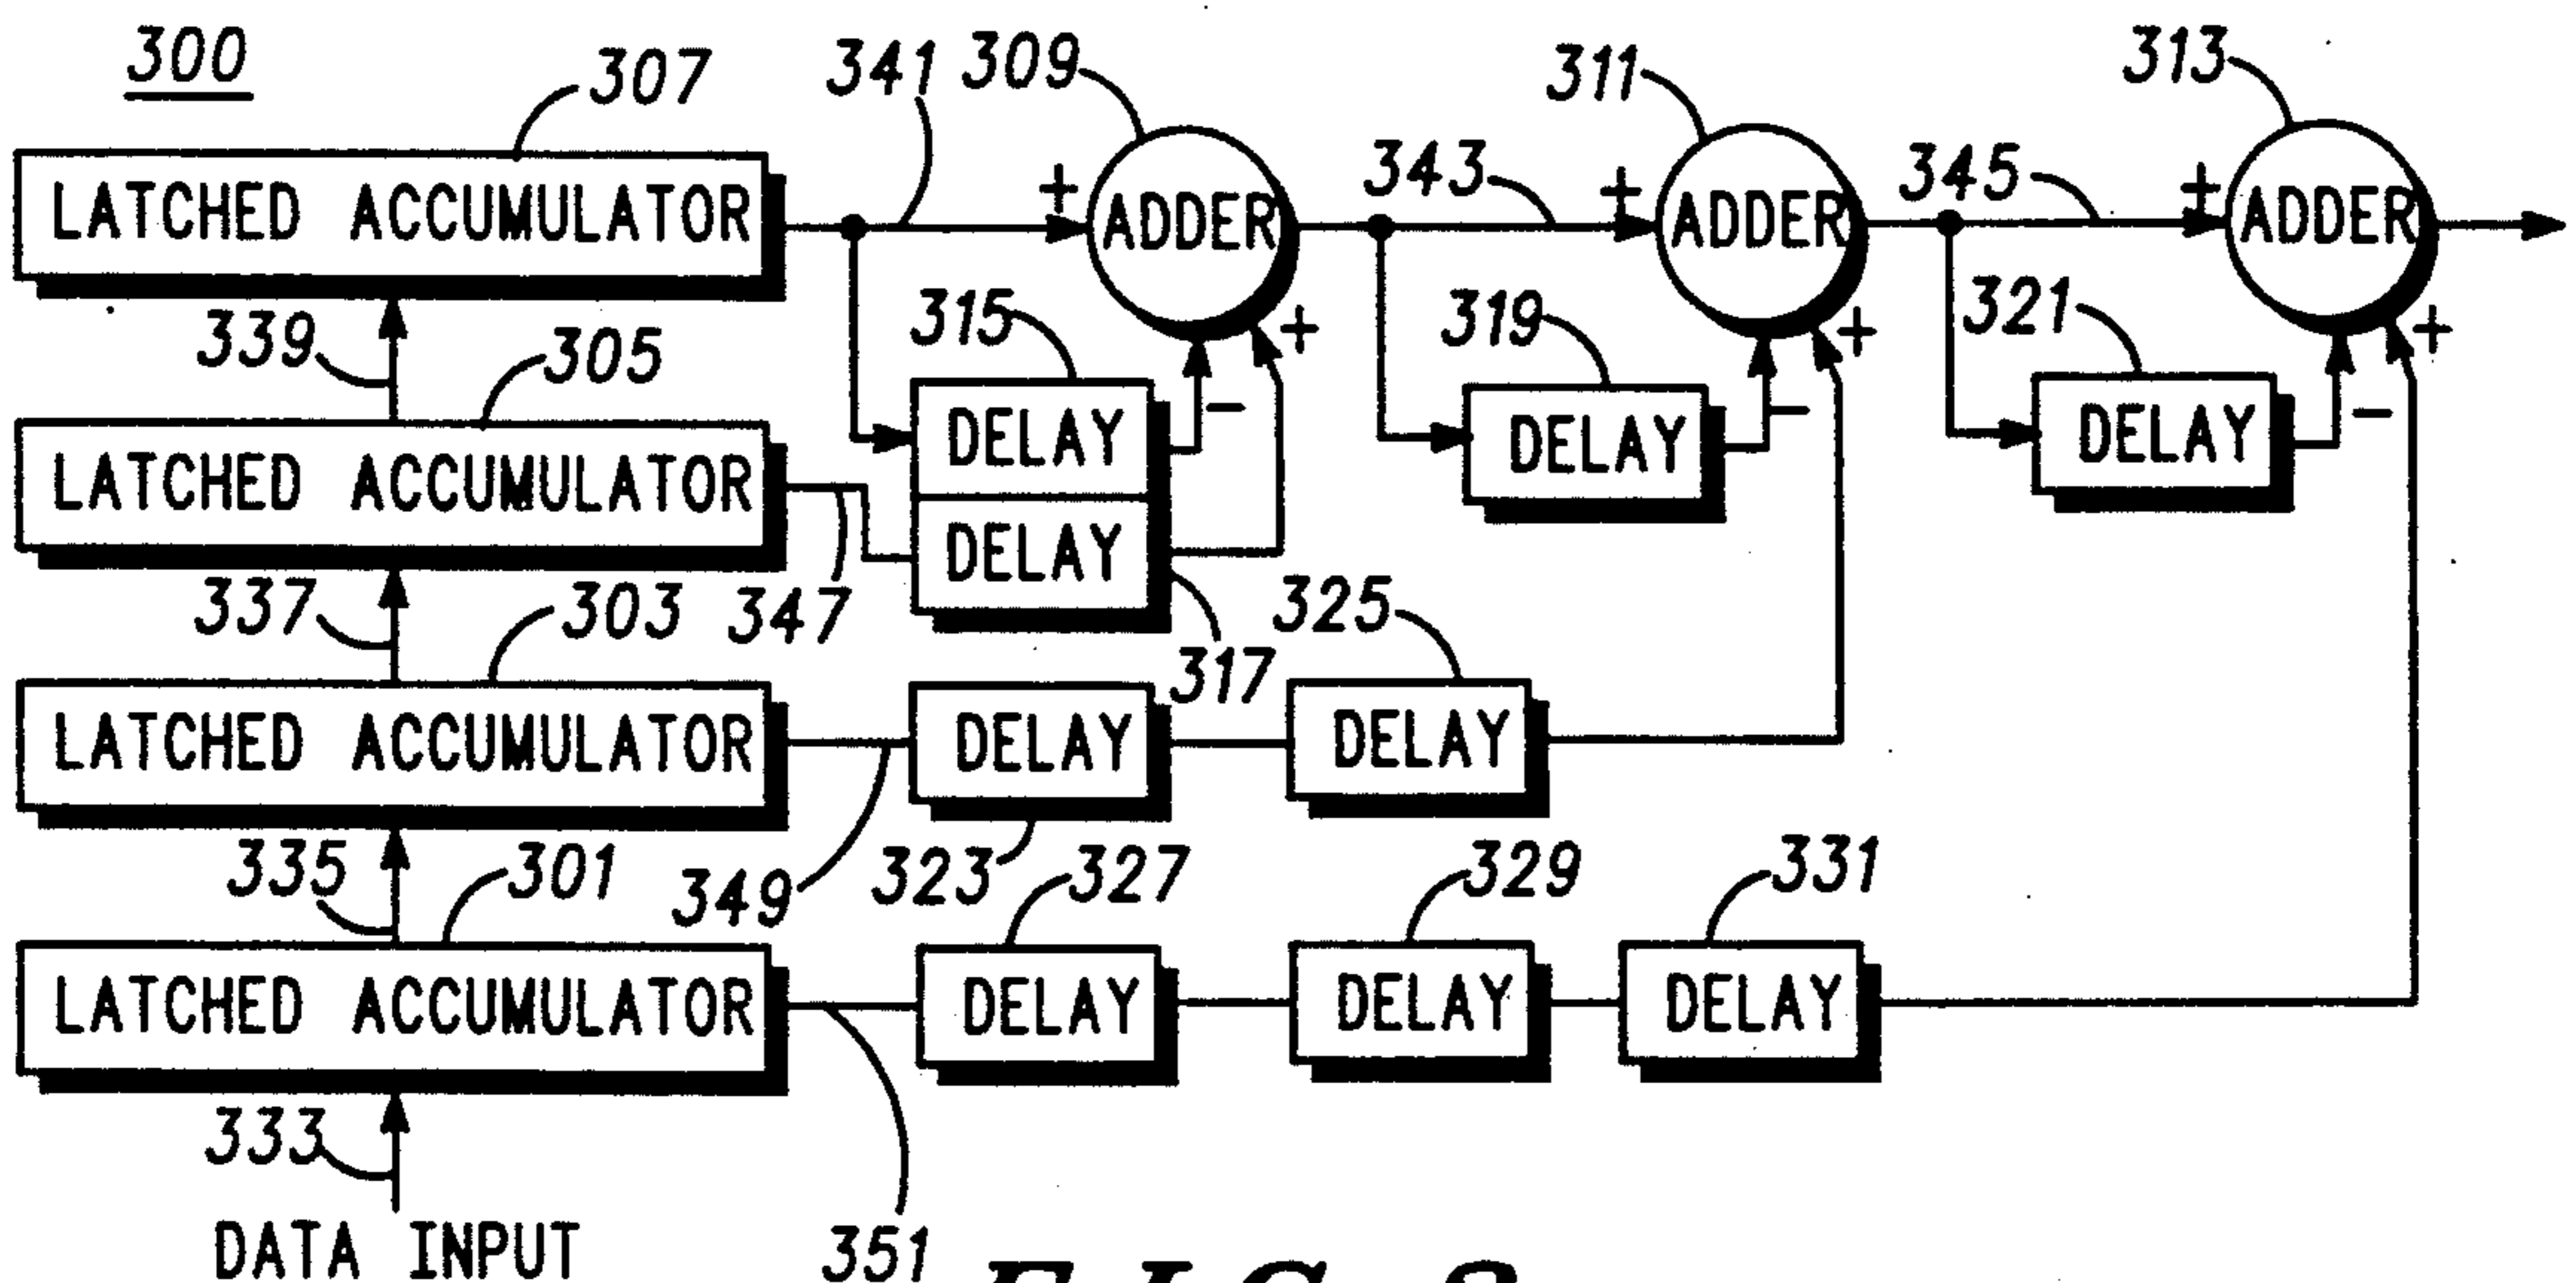 300
307
341
309
311
313
LATCHED ACCUMULATOR
+
ADDER
343
+
ADDER
345
+
ADDER
339
305
315
+
319
+
321
+
DELAY
-
DELAY
-
DELAY
-
LATCHED ACCUMULATOR
DELAY
337
303
347
317
325
LATCHED ACCUMULATOR
DELAY
DELAY
335
301
349
323
327
329
331
LATCHED ACCUMULATOR
DELAY
DELAY
DELAY
333
DATA INPUT
351